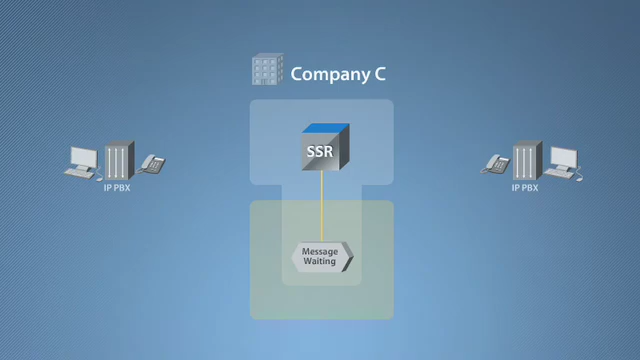 Company C
SSR
IP PBX
IP PBX
Message
Waiting